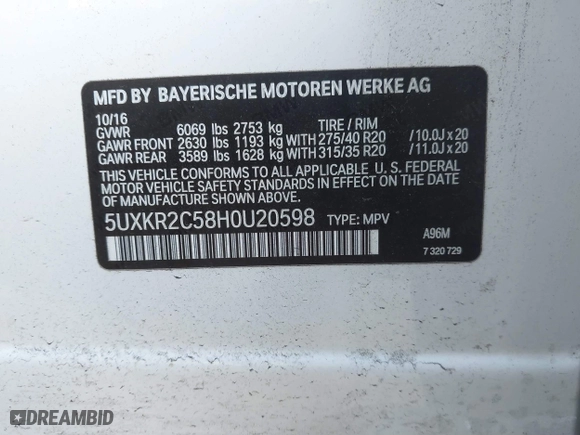 MFD BY BAYERISCHE MOTOREN WERKE AG
10/16
GVWR 6069 lbs 2753 kg TIRE / RIM
GAWR FRONT 2630 lbs 1193 kg WITH 275/40 R20 /10.0J x 20
GAWR REAR 3589 lbs 1628 kg WITH 315/35 R20 /11.0J x 20
THIS VEHICLE CONFORMS TO ALL APPLICABLE U. S. FEDERAL
MOTOR VEHICLE SAFETY STANDARDS IN EFFECT ON THE DATE
OF MANUFACTURE SHOWN ABOVE.
5UXKR2C58H0U20598 TYPE: MPV
A96M
7 320 729
DREAMBID